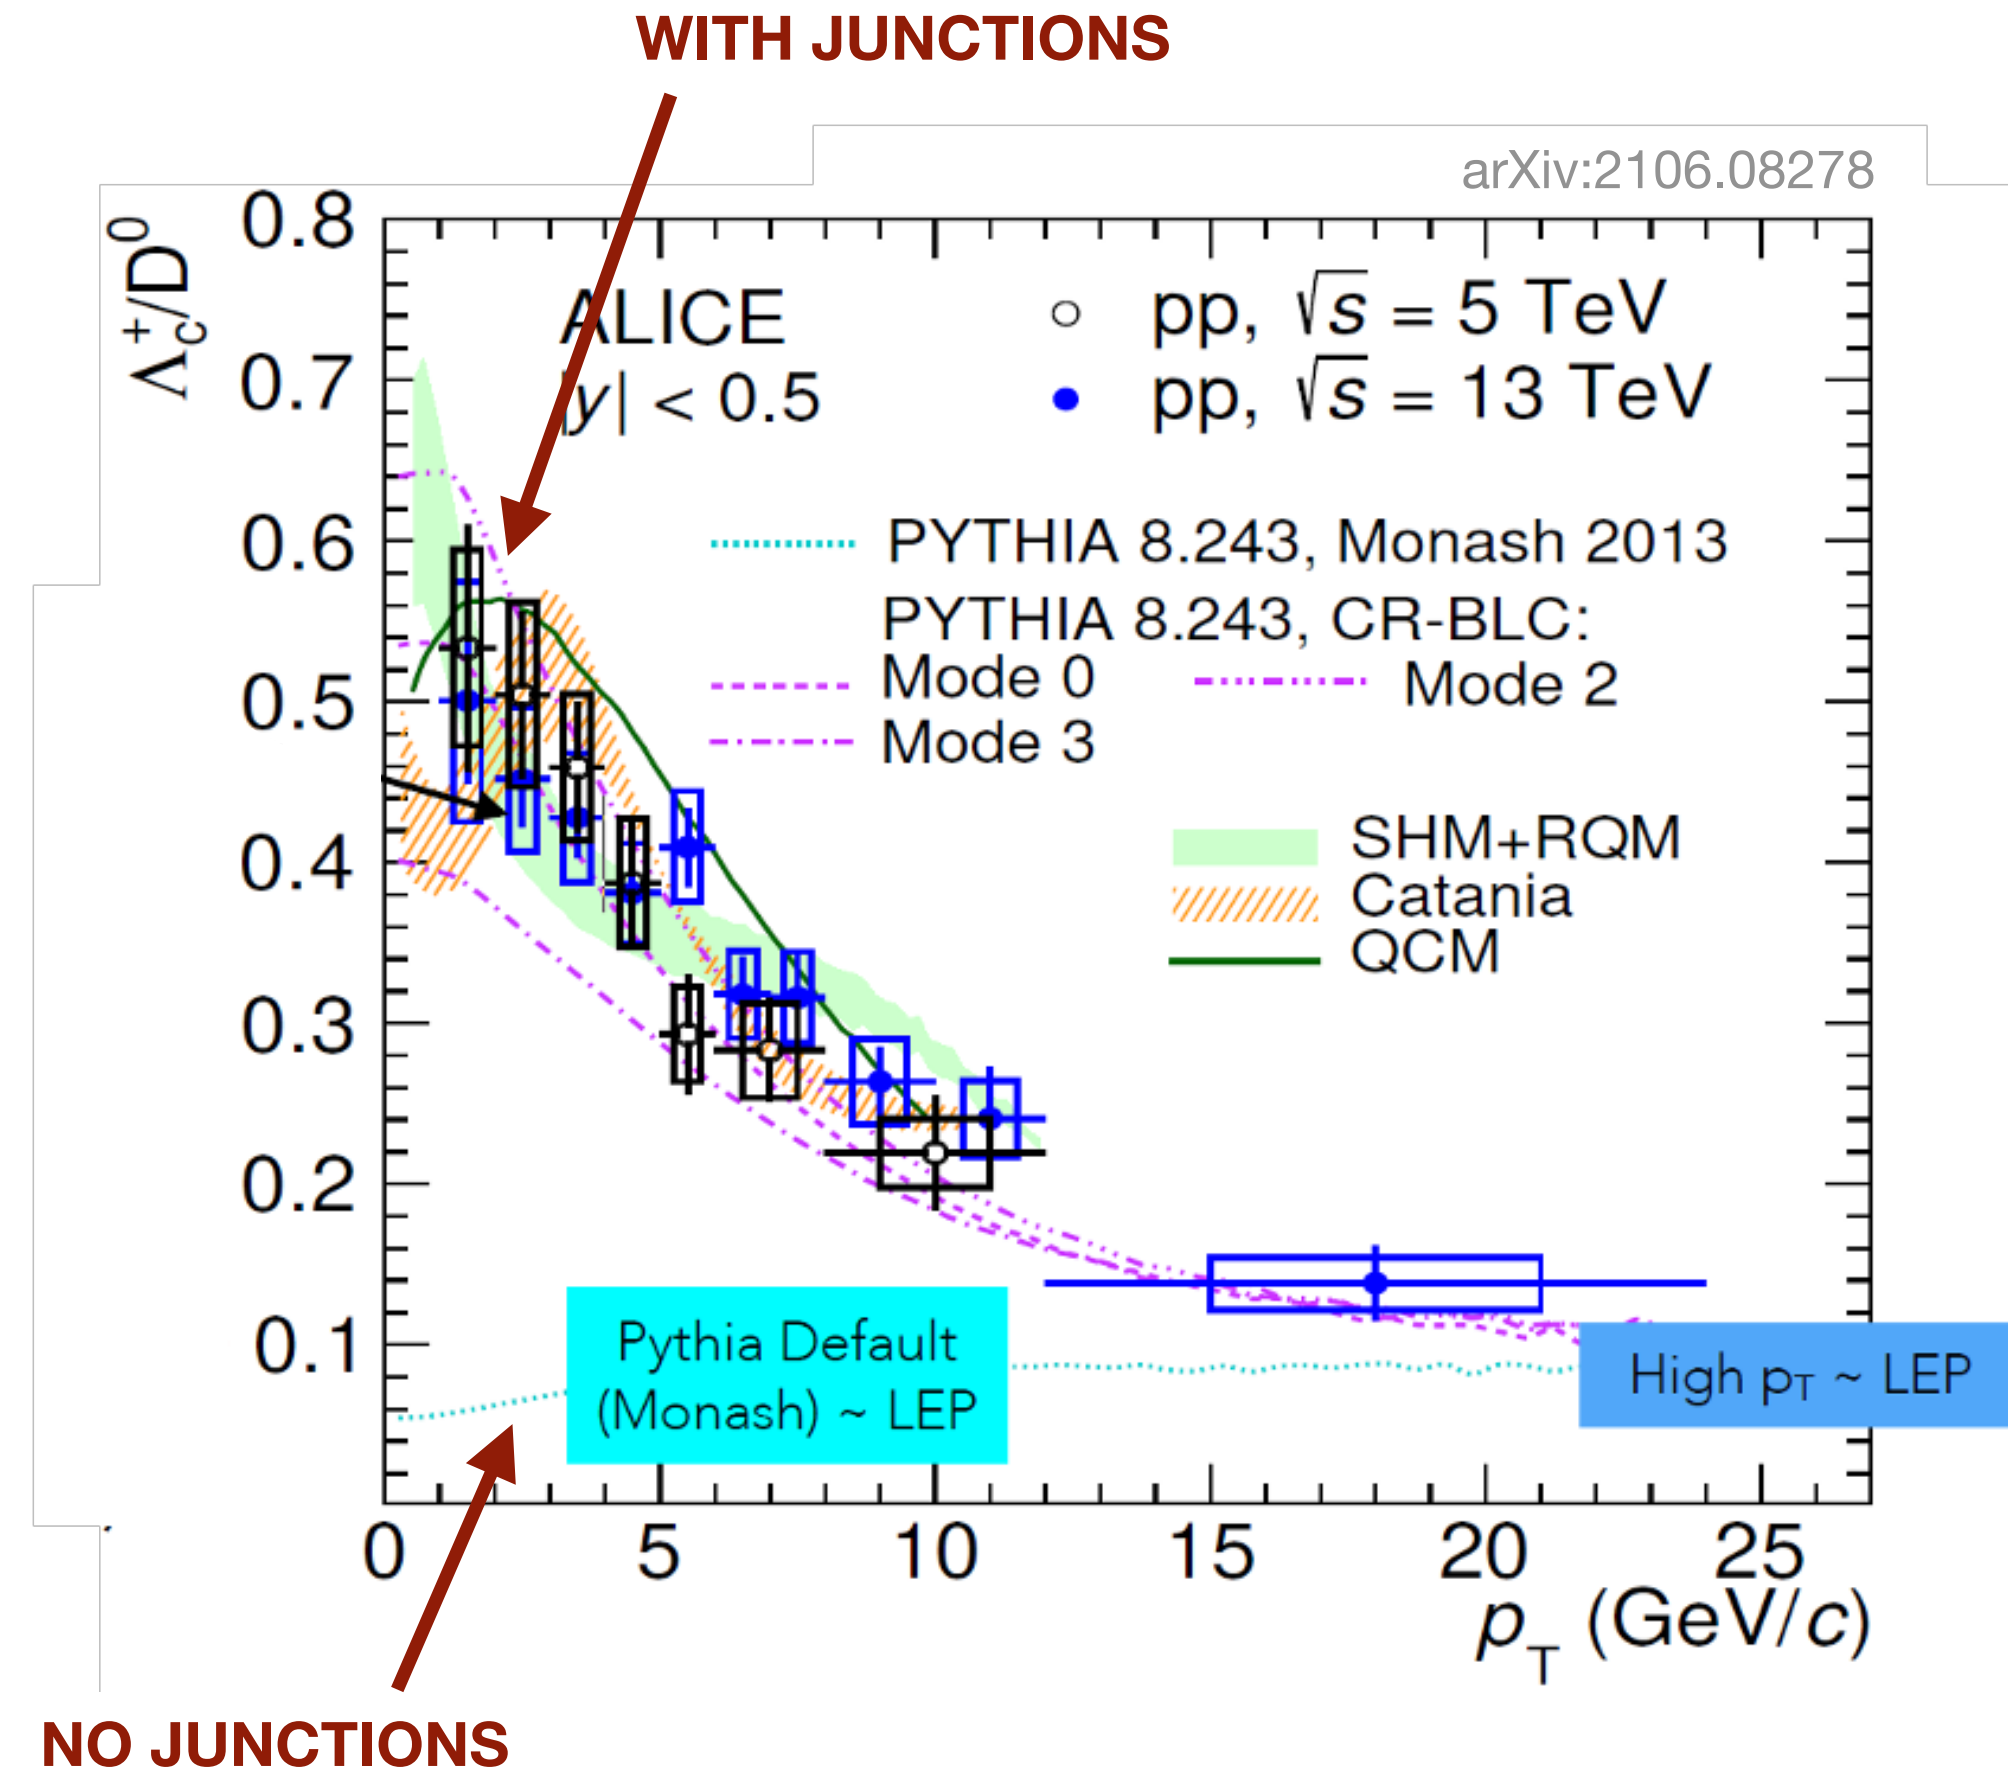 WITH JUNCTIONS
arXiv:2106.08278
Λc+/D0
0.8
0.7
0.6
0.5
0.4
0.3
0.2
0.1
ALICE
|y| < 0.5
pp, √s = 5 TeV
pp, √s = 13 TeV
PYTHIA 8.243, Monash 2013
PYTHIA 8.243, CR-BLC:
Mode 0
Mode 2
Mode 3
SHM+RQM
Catania
QCM
Pythia Default
(Monash) ~ LEP
High pT ~ LEP
0 5 10 15 20 25
pT (GeV/c)
NO JUNCTIONS